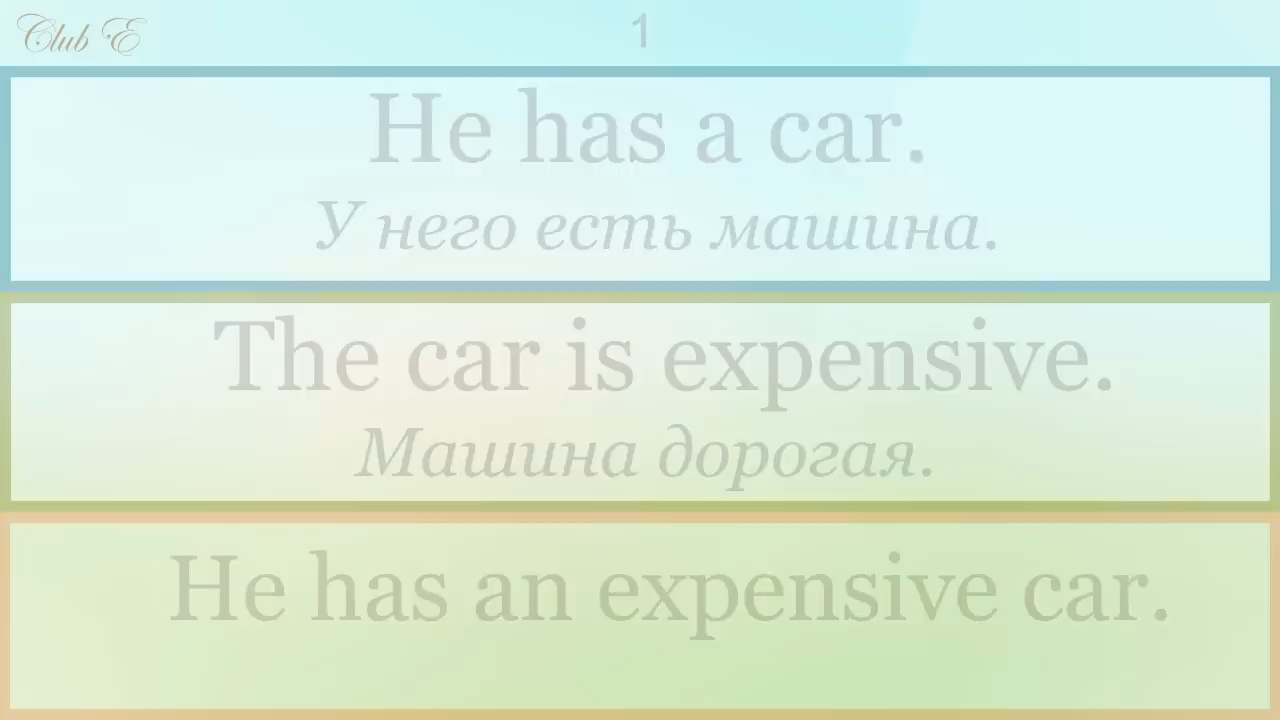 Club E
1
He has a car.
У него есть машина.
The car is expensive.
Машина дорогая.
He has an expensive car.